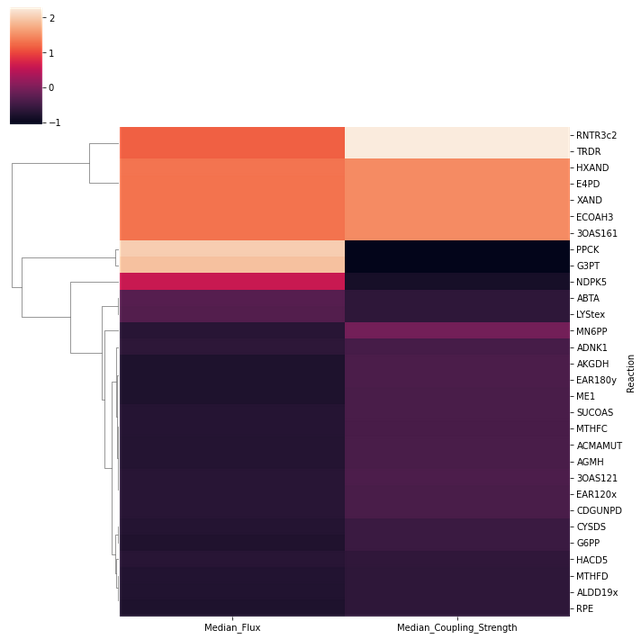 2
1
0
−1
RNTR3c2
TRDR
HXAND
E4PD
XAND
ECOAH3
3OAS161
PPCK
G3PT
NDPK5
ABTA
LYStex
MN6PP
ADNK1
AKGDH
EAR180y
ME1
SUCOAS
MTHFC
ACMAMUT
AGMH
3OAS121
EAR120x
CDGUNPD
CYSDS
G6PP
HACD5
MTHFD
ALDD19x
RPE
Reaction
Median_Flux
Median_Coupling_Strength